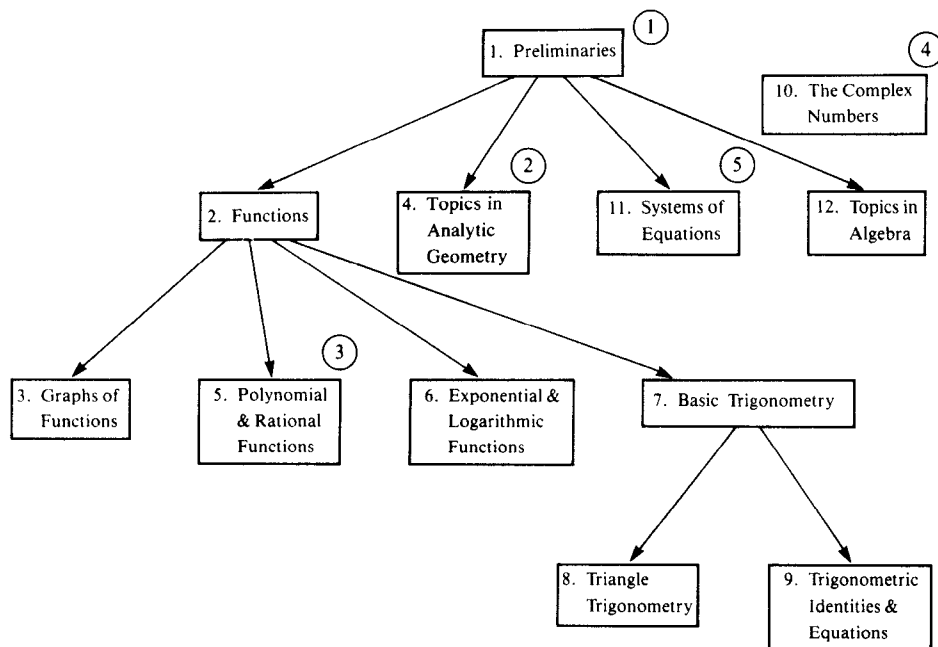 1
1. Preliminaries
4
10. The Complex
Numbers
2
5
2. Functions
4. Topics in
Analytic
Geometry
11. Systems of
Equations
12. Topics in
Algebra
3
3. Graphs of
Functions
5. Polynomial
& Rational
Functions
6. Exponential &
Logarithmic
Functions
7. Basic Trigonometry
8. Triangle
Trigonometry
9. Trigonometric
Identities &
Equations